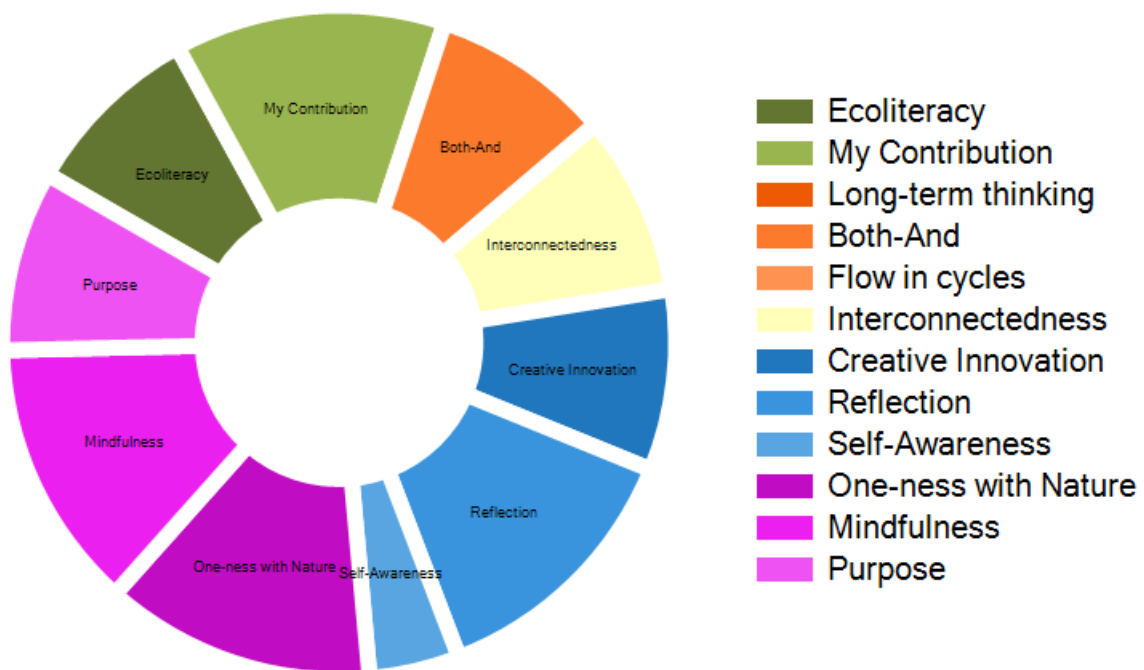 My Contribution
Both-And
Ecoliteracy
Interconnectedness
Purpose
Creative Innovation
Mindfulness
Reflection
One-ness with Nature
Self-Awareness
Ecoliteracy
My Contribution
Long-term thinking
Both-And
Flow in cycles
Interconnectedness
Creative Innovation
Reflection
Self-Awareness
One-ness with Nature
Mindfulness
Purpose